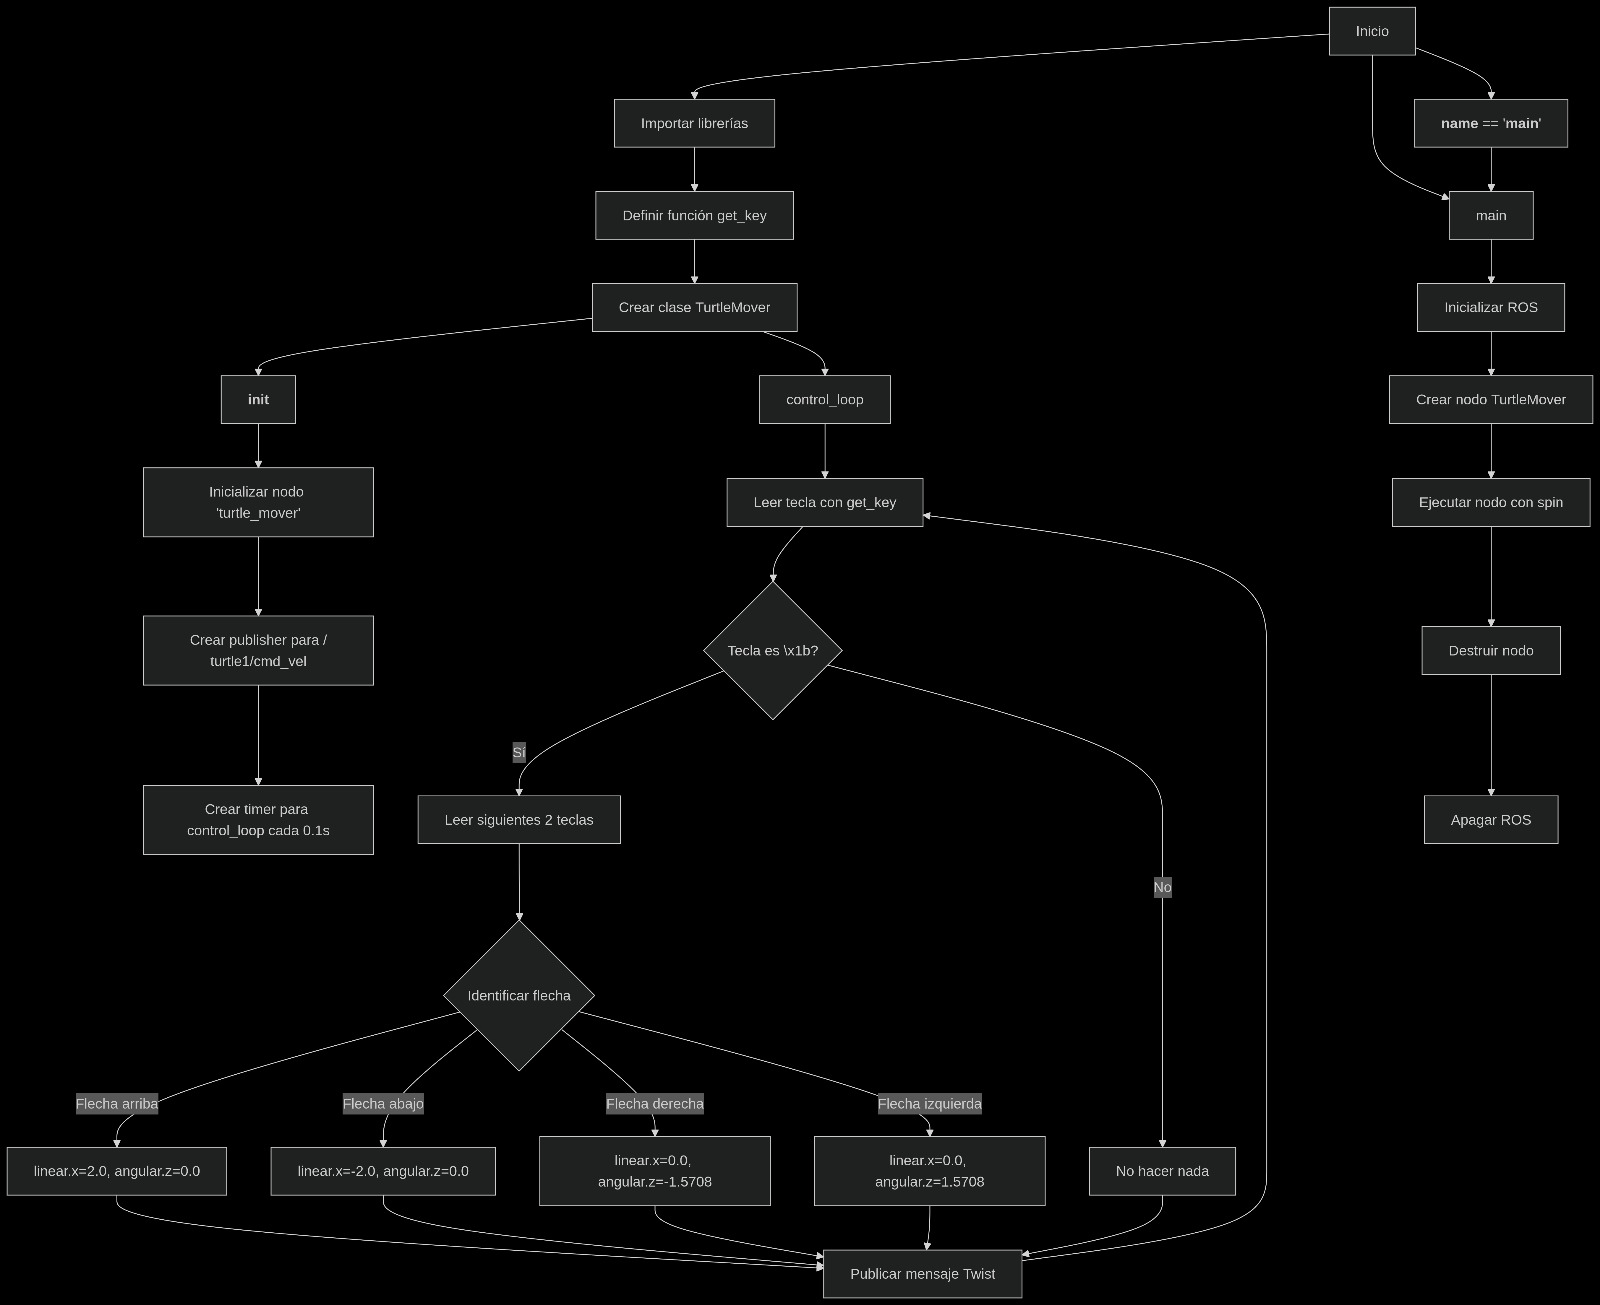 Inicio
Importar librerías
name == 'main'
Definir función get_key
main
Crear clase TurtleMover
Inicializar ROS
init
control_loop
Crear nodo TurtleMover
Inicializar nodo
'turtle_mover'
Leer tecla con get_key
Ejecutar nodo con spin
Crear publisher para /
turtle1/cmd_vel
Tecla es \x1b?
Destruir nodo
Sí
Crear timer para
control_loop cada 0.1s
Leer siguientes 2 teclas
Apagar ROS
No
Identificar flecha
Flecha arriba
Flecha abajo
Flecha derecha
Flecha izquierda
linear.x=2.0, angular.z=0.0
linear.x=-2.0, angular.z=0.0
linear.x=0.0,
angular.z=-1.5708
linear.x=0.0,
angular.z=1.5708
No hacer nada
Publicar mensaje Twist